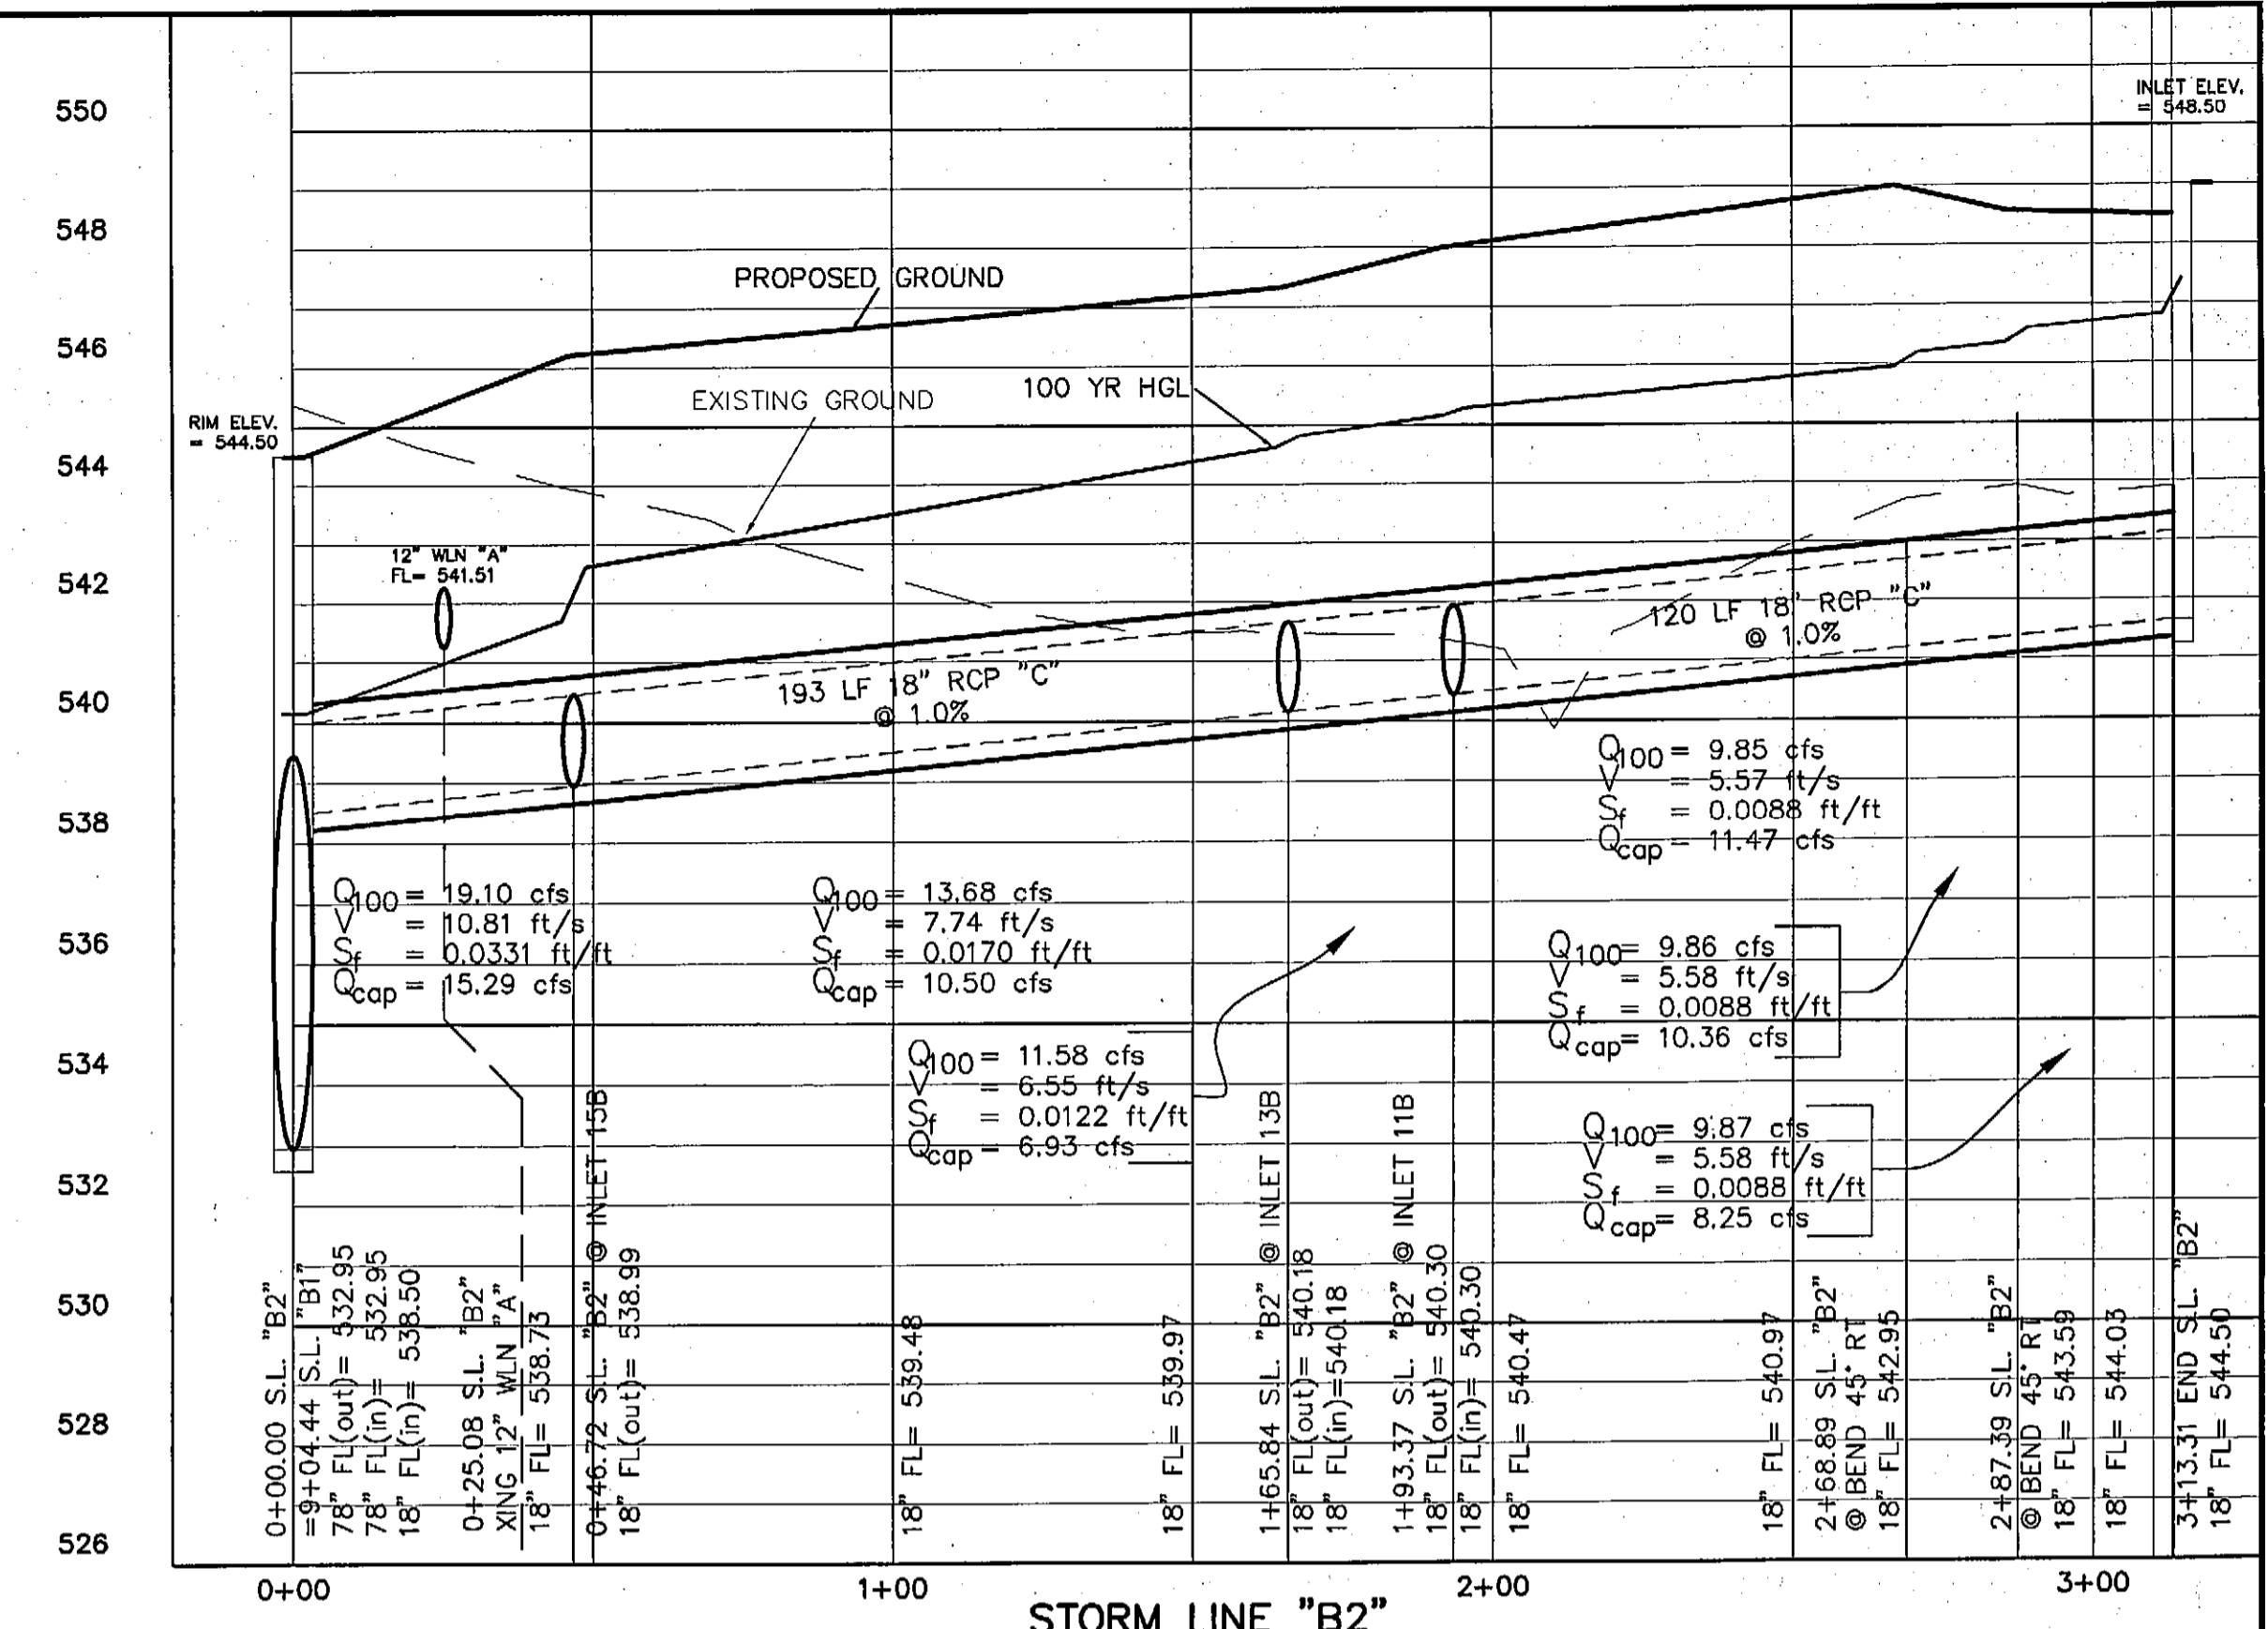 550
548
546
544
542
540
538
536
534
532
530
528
526
INLET ELEV.
= 548.50
PROPOSED GROUND
EXISTING GROUND
100 YR HGL
RIM ELEV.
= 544.50
12" WLN "A"
FL= 541.51
193 LF 18" RCP "C"
@ 1.0%
120 LF 18" RCP "C"
@ 1.0%
Q100 = 19.10 cfs
V = 10.81 ft/s
Sf = 0.0331 ft/ft
Qcap = 15.29 cfs
Q100 = 13.68 cfs
V = 7.74 ft/s
Sf = 0.0170 ft/ft
Qcap = 10.50 cfs
Q100 = 11.58 cfs
V = 6.55 ft/s
Sf = 0.0122 ft/ft
Qcap = 6.93 cfs
Q100 = 9.85 cfs
V = 5.57 ft/s
Sf = 0.0088 ft/ft
Qcap = 11.47 cfs
Q100= 9.86 cfs
V = 5.58 ft/s
Sf = 0.0088 ft/ft
Qcap= 10.36 cfs
Q100= 9.87 cfs
V = 5.58 ft/s
Sf = 0.0088 ft/ft
Qcap= 8.25 cfs
0+00.00 S.L. "B2"
=9+04.44 S.L. "B1"
78" FL(out)= 532.95
78" FL(in)= 532.95
18" FL(in)= 538.50
0+25.08 S.L. "B2"
XING 12" WLN "A"
18" FL= 538.73
0+46.72 S.L. "B2" @ INLET 15B
18" FL(out)= 538.99
18" FL= 539.48
18" FL= 539.97
1+65.84 S.L. "B2" @ INLET 13B
18" FL(out)= 540.18
18" FL(in)=540.18
1+93.37 S.L. "B2" @ INLET 11B
18" FL(out)= 540.30
18" FL(in)= 540.30
18" FL= 540.47
18" FL= 540.97
2+68.89 S.L. "B2"
@ BEND 45° RT
18" FL= 542.95
2+87.39 S.L. "B2"
@ BEND 45° RT
18" FL= 543.59
18" FL= 544.03
3+13.31 END S.L. "B2"
18" FL= 544.50
0+00
1+00
2+00
3+00
STORM LINE "B2"